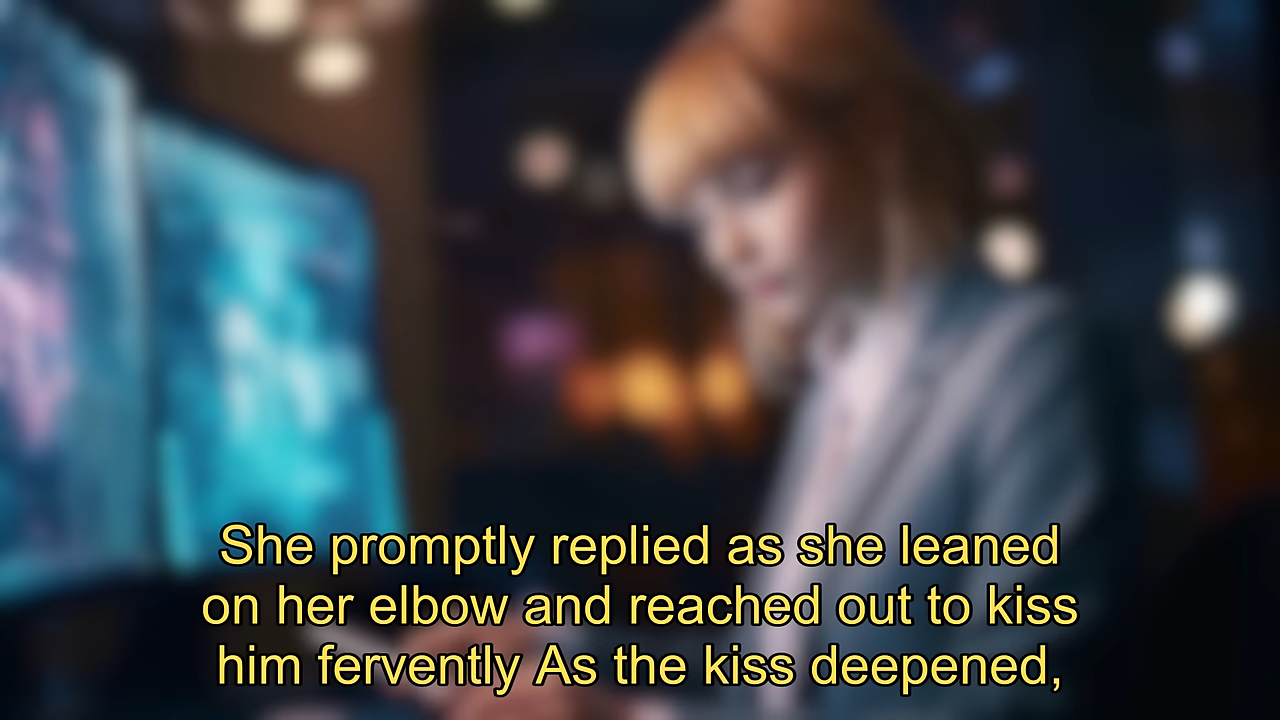 She promptly replied as she leaned
on her elbow and reached out to kiss
him fervently As the kiss deepened,